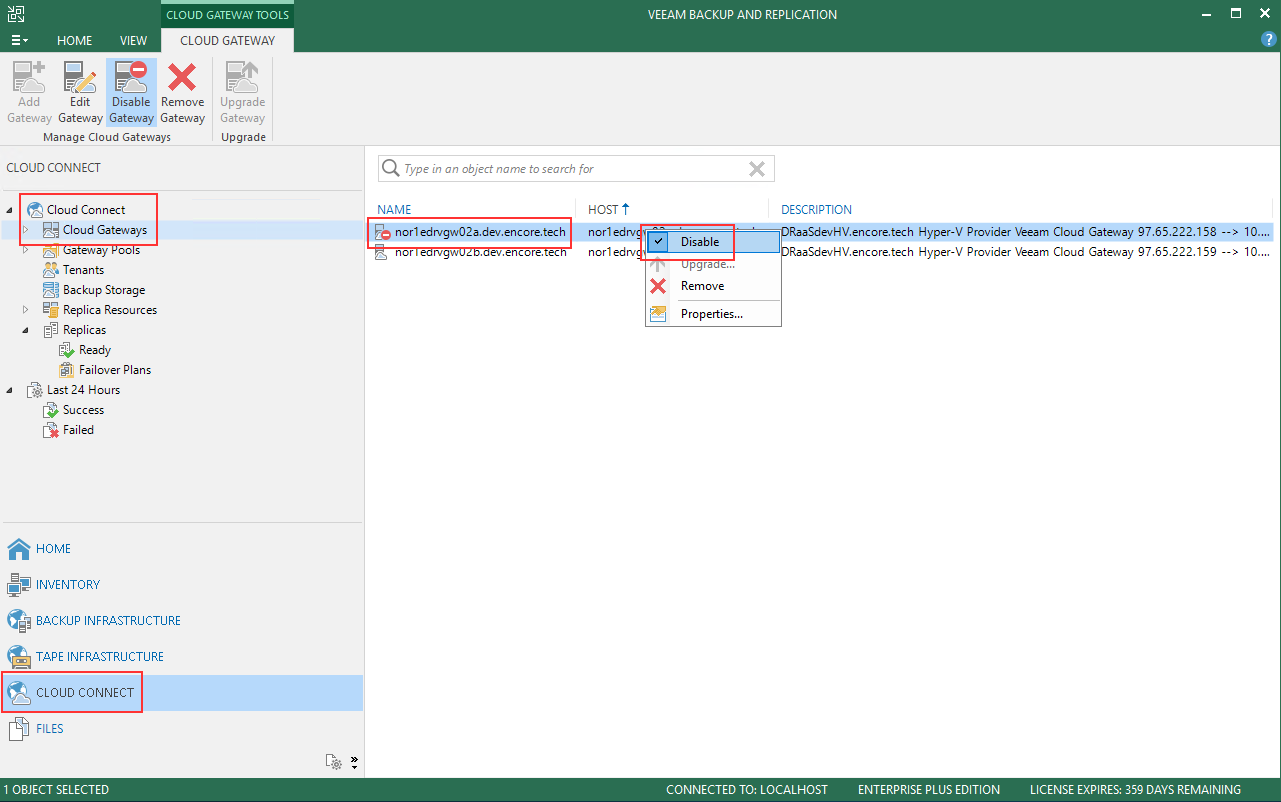 CLOUD GATEWAY TOOLS
VEEAM BACKUP AND REPLICATION
HOME VIEW CLOUD GATEWAY
Add Gateway
Edit Gateway
Disable Gateway
Remove Gateway
Upgrade Gateway
Manage Cloud Gateways
Upgrade
CLOUD CONNECT
Cloud Connect
Cloud Gateways
Gateway Pools
Tenants
Backup Storage
Replica Resources
Replicas
Ready
Failover Plans
Last 24 Hours
Success
Failed
HOME
INVENTORY
BACKUP INFRASTRUCTURE
TAPE INFRASTRUCTURE
CLOUD CONNECT
FILES
Type in an object name to search for
NAME HOST DESCRIPTION
nor1edrvgw02a.dev.encore.tech nor1edrvg DRaaSdevHV.encore.tech Hyper-V Provider Veeam Cloud Gateway 97.65.222.158 --> 10....
nor1edrvgw02b.dev.encore.tech nor1edrvg DRaaSdevHV.encore.tech Hyper-V Provider Veeam Cloud Gateway 97.65.222.159 --> 10....
Disable
Upgrade...
Remove
Properties...
1 OBJECT SELECTED
CONNECTED TO: LOCALHOST
ENTERPRISE PLUS EDITION
LICENSE EXPIRES: 359 DAYS REMAINING